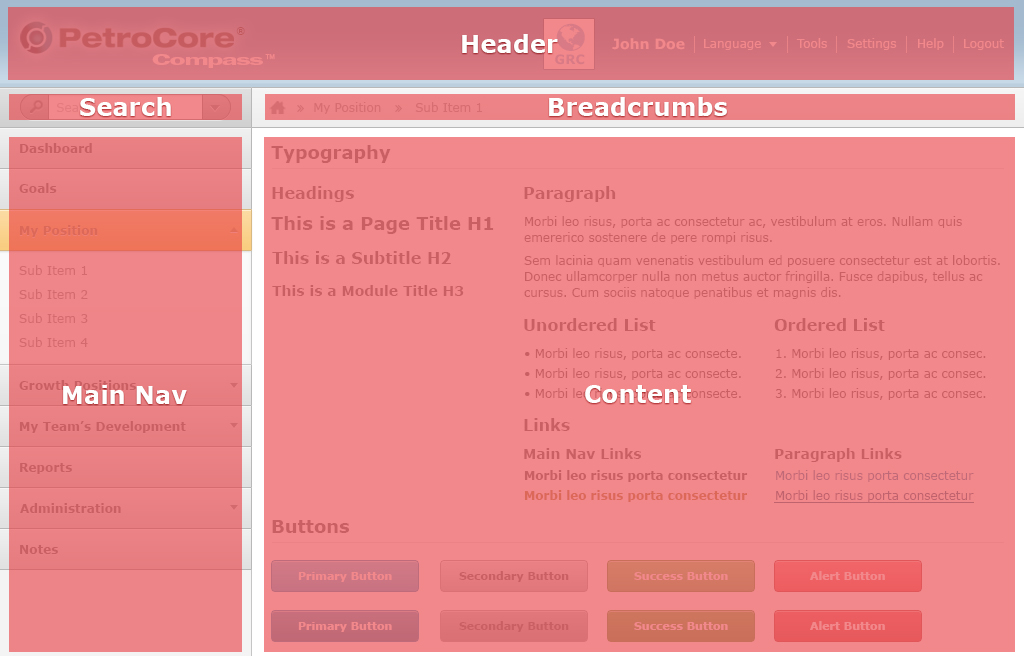 PetroCore®
Compass™
Header
GRC
John Doe
Language
Tools
Settings
Help
Logout
Search
» My Position » Sub Item 1
Breadcrumbs
Dashboard
Goals
My Position
Sub Item 1
Sub Item 2
Sub Item 3
Sub Item 4
Growth Positions
Main Nav
My Team's Development
Reports
Administration
Notes
Typography
Headings
This is a Page Title H1
This is a Subtitle H2
This is a Module Title H3
Paragraph
Morbi leo risus, porta ac consectetur ac, vestibulum at eros. Nullam quis
emererico sostenere de pere rompi risus.
Sem lacinia quam venenatis vestibulum ed posuere consectetur est at lobortis.
Donec ullamcorper nulla non metus auctor fringilla. Fusce dapibus, tellus ac
cursus. Cum sociis natoque penatibus et magnis dis.
Unordered List
• Morbi leo risus, porta ac consecte.
• Morbi leo risus, porta ac consecte.
• Morbi leo risus, porta ac consecte.
Content
Ordered List
1. Morbi leo risus, porta ac consec.
2. Morbi leo risus, porta ac consec.
3. Morbi leo risus, porta ac consec.
Links
Main Nav Links
Morbi leo risus porta consectetur
Morbi leo risus porta consectetur
Paragraph Links
Morbi leo risus porta consectetur
Morbi leo risus porta consectetur
Buttons
Primary Button
Secondary Button
Success Button
Alert Button
Primary Button
Secondary Button
Success Button
Alert Button